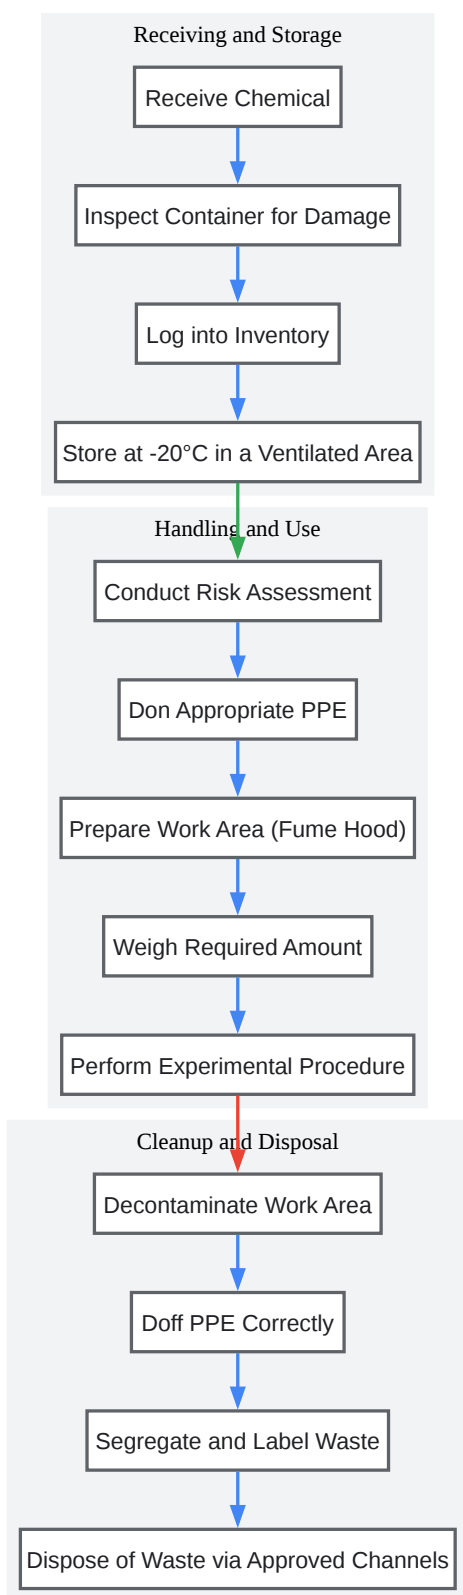 Receiving and Storage
Receive Chemical
Inspect Container for Damage
Log into Inventory
Store at -20°C in a Ventilated Area
Handling and Use
Conduct Risk Assessment
Don Appropriate PPE
Prepare Work Area (Fume Hood)
Weigh Required Amount
Perform Experimental Procedure
Cleanup and Disposal
Decontaminate Work Area
Doff PPE Correctly
Segregate and Label Waste
Dispose of Waste via Approved Channels